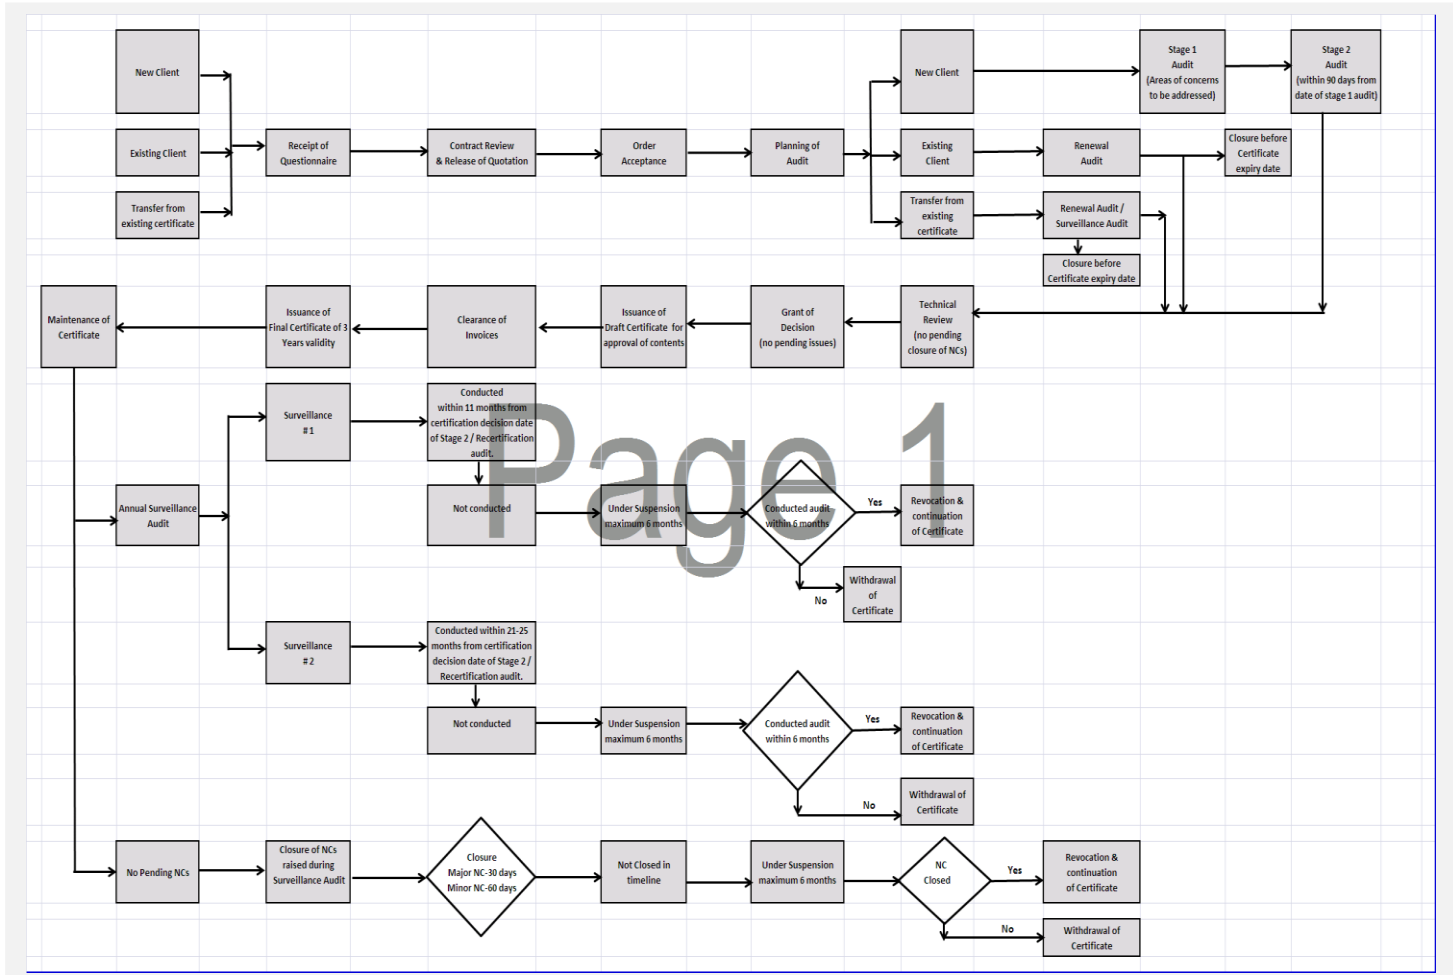 New Client
Existing Client
Transfer from
existing certificate
Receipt of
Questionnaire
Contract Review
& Release of Quotation
Order
Acceptance
Planning of
Audit
New Client
Stage 1
Audit
(Areas of concerns
to be addressed)
Stage 2
Audit
(within 90 days from
date of stage 1 audit)
Existing
Client
Renewal
Audit
Closure before
Certificate
expiry date
Transfer from
existing
certificate
Renewal Audit /
Surveillance Audit
Closure before
Certificate expiry date
Maintenance of
Certificate
Issuance of
Final Certificate of 3
Years validity
Clearance of
Invoices
Issuance of
Draft Certificate for
approval of contents
Grant of
Decision
(no pending issues)
Technical
Review
(no pending
closure of NCs)
Surveillance
#1
Conducted
within 11 months from
certification decision date
of Stage 2 / Recertification
audit.
Page 1
Annual Surveillance
Audit
Not conducted
Under Suspension
maximum 6 months
Conducted audit
within 6 months
Yes
Revocation &
continuation
of Certificate
No
Withdrawal
of
Certificate
Surveillance
#2
Conducted within 21-25
months from certification
decision date of Stage 2 /
Recertification audit.
Not conducted
Under Suspension
maximum 6 months
Conducted audit
within 6 months
Yes
Revocation &
continuation
of Certificate
No
Withdrawal of
Certificate
No Pending NCs
Closure of NCs
raised during
Surveillance Audit
Closure
Major NC-30 days
Minor NC-60 days
Not Closed in
timeline
Under Suspension
maximum 6 months
NC
Closed
Yes
Revocation &
continuation
of Certificate
No
Withdrawal of
Certificate